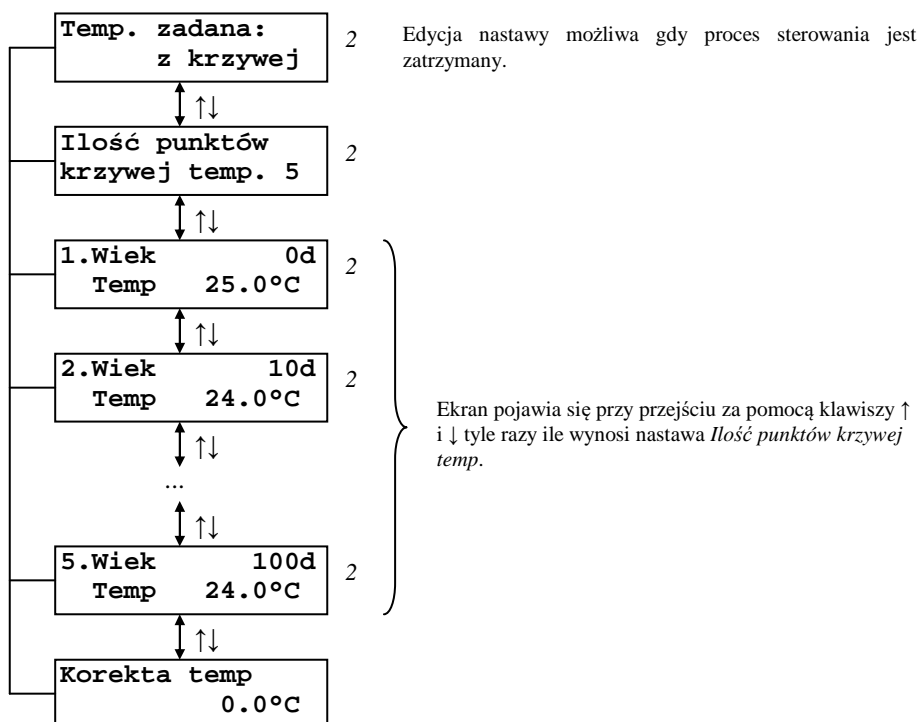 Temp. zadana:
z krzywej
2
Edycja nastawy możliwa gdy proces sterowania jest
zatrzymany.
↑↓
Ilość punktów
krzywej temp. 5
2
↑↓
1.Wiek 0d
Temp 25.0°C
2
↑↓
2.Wiek 10d
Temp 24.0°C
2
Ekran pojawia się przy przejściu za pomocą klawiszy ↑
i ↓ tyle razy ile wynosi nastawa Ilość punktów krzywej
temp.
↑↓
...
↑↓
5.Wiek 100d
Temp 24.0°C
2
↑↓
Korekta temp
0.0°C